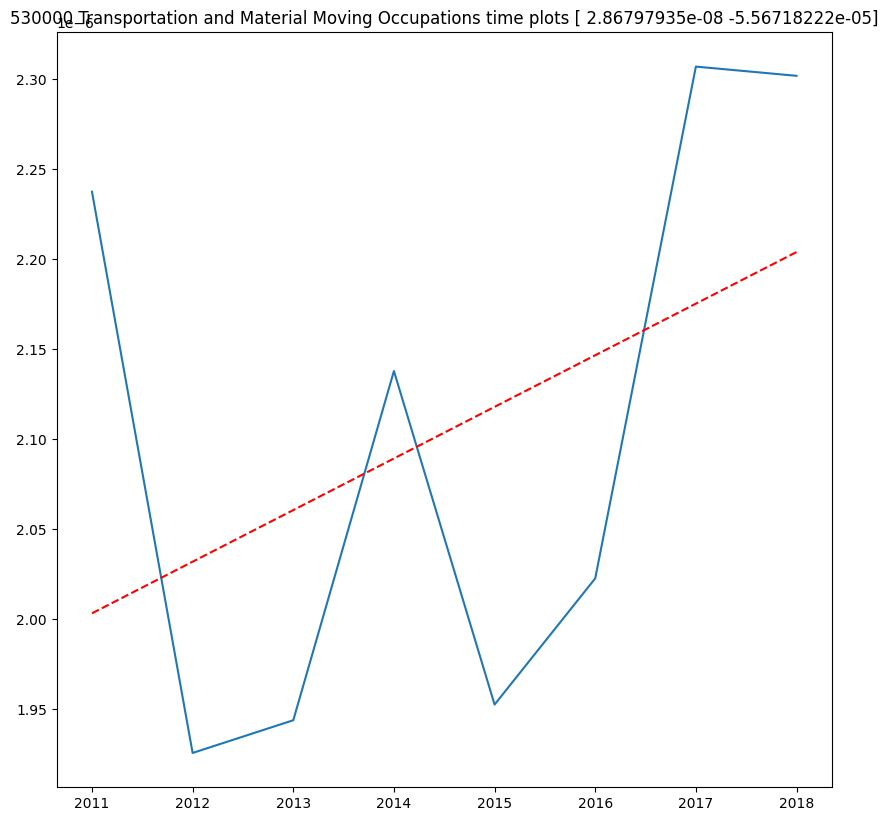 530000 Transportation and Material Moving Occupations time plots [ 2.86797935e-08 -5.56718222e-05]
1e−6
2.30
2.25
2.20
2.15
2.10
2.05
2.00
1.95
2011 2012 2013 2014 2015 2016 2017 2018